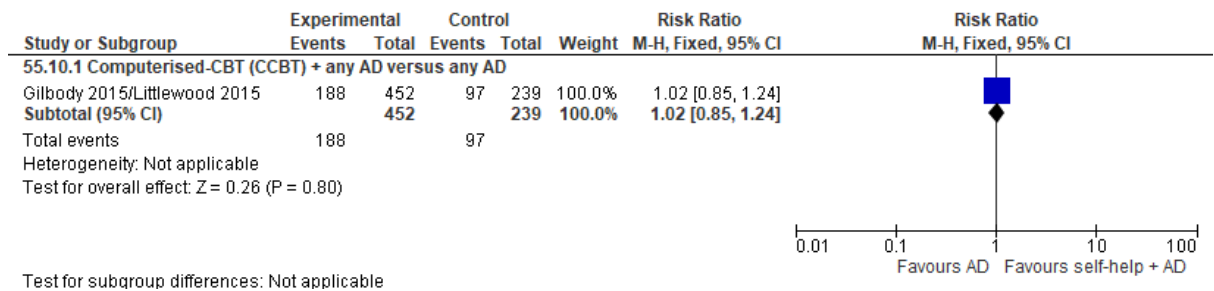 Experimental Control Risk Ratio Risk Ratio
Study or Subgroup Events Total Events Total Weight M-H, Fixed, 95% CI M-H, Fixed, 95% CI
55.10.1 Computerised-CBT (CCBT) + any AD versus any AD
Gilbody 2015/Littlewood 2015 188 452 97 239 100.0% 1.02 [0.85, 1.24]
Subtotal (95% CI) 452 239 100.0% 1.02 [0.85, 1.24]
Total events 188 97
Heterogeneity: Not applicable
Test for overall effect: Z = 0.26 (P = 0.80)
0.01 0.1 1 10 100
Favours AD Favours self-help + AD
Test for subgroup differences: Not applicable